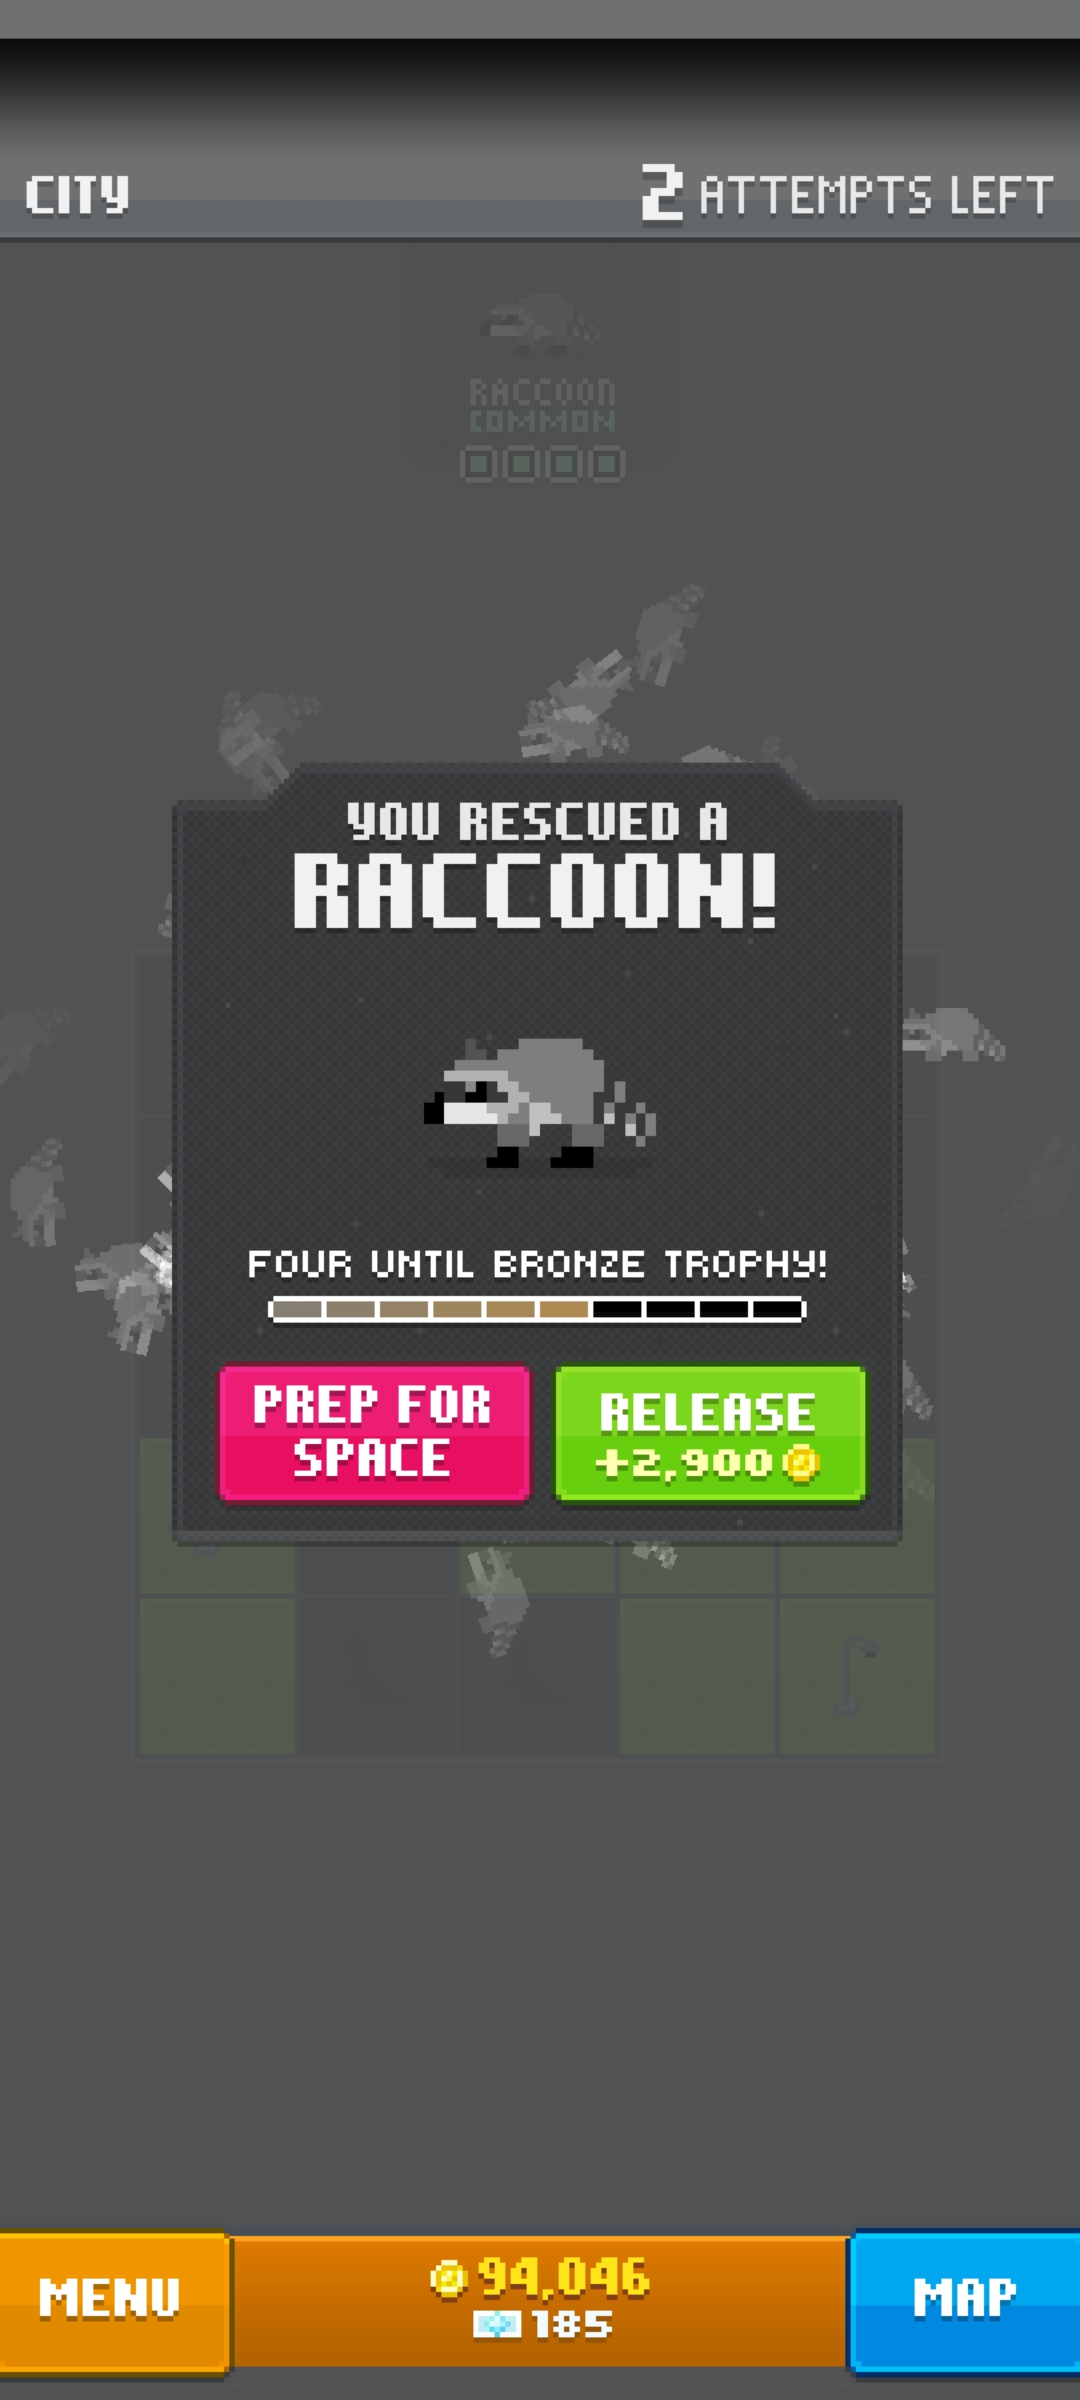 CITY
2 ATTEMPTS LEFT
RACCOON
COMMON
YOU RESCUED A
RACCOON!
FOUR UNTIL BRONZE TROPHY!
PREP FOR
SPACE
RELEASE
+2,900
MENU
94,046
185
MAP